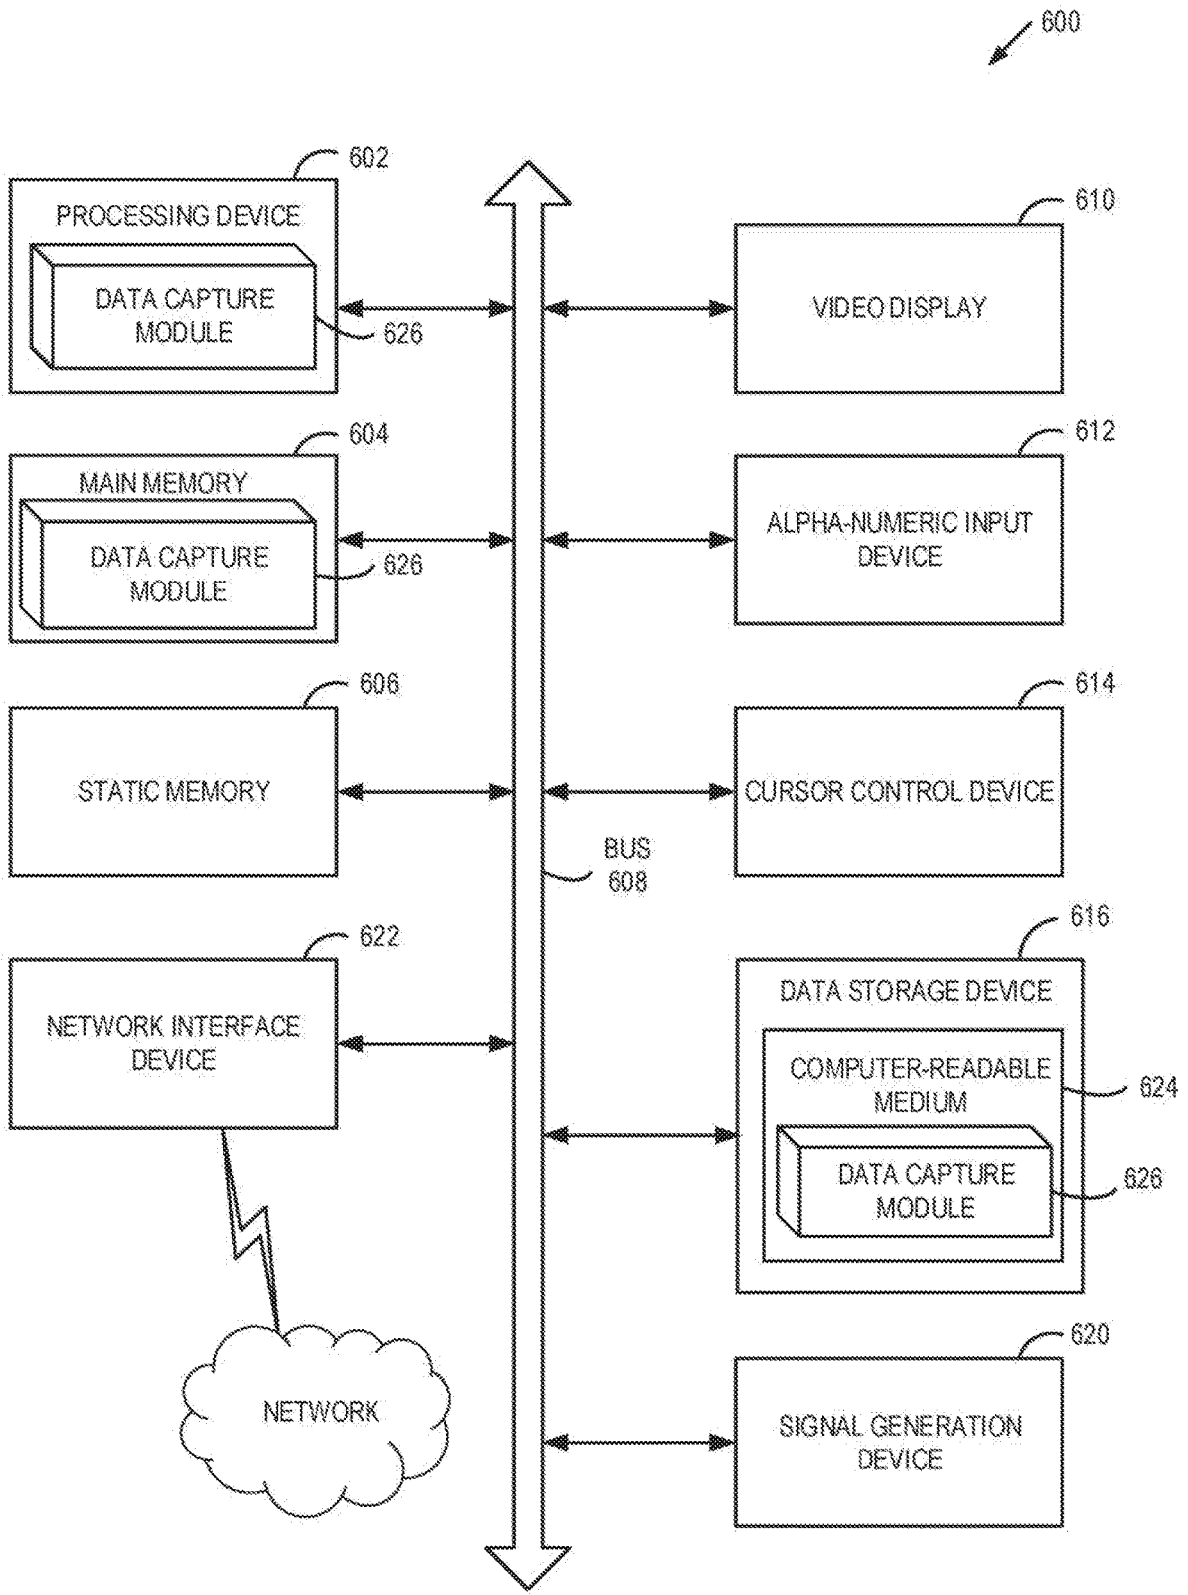 600
602
PROCESSING DEVICE
DATA CAPTURE
MODULE
626
604
MAIN MEMORY
DATA CAPTURE
MODULE
626
606
STATIC MEMORY
622
NETWORK INTERFACE
DEVICE
NETWORK
BUS
608
610
VIDEO DISPLAY
612
ALPHA-NUMERIC INPUT
DEVICE
614
CURSOR CONTROL DEVICE
616
DATA STORAGE DEVICE
COMPUTER-READABLE
MEDIUM
624
DATA CAPTURE
MODULE
626
620
SIGNAL GENERATION
DEVICE